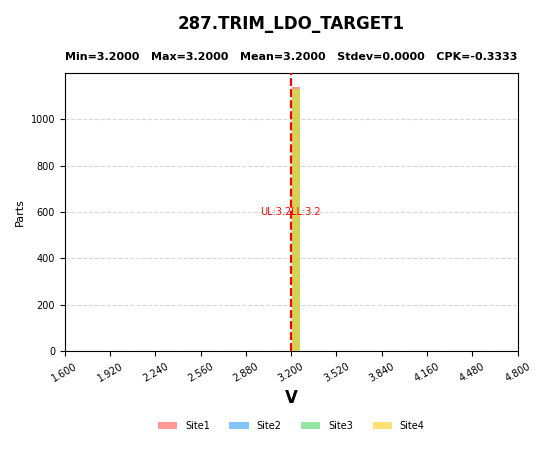 287.TRIM_LDO_TARGET1
Min=3.2000 Max=3.2000 Mean=3.2000 Stdev=0.0000 CPK=-0.3333
Parts
1000
800
600
400
200
0
UL:3.2LL:3.2
1.600 1.920 2.240 2.560 2.880 3.200 3.520 3.840 4.160 4.480 4.800
V
Site1 Site2 Site3 Site4